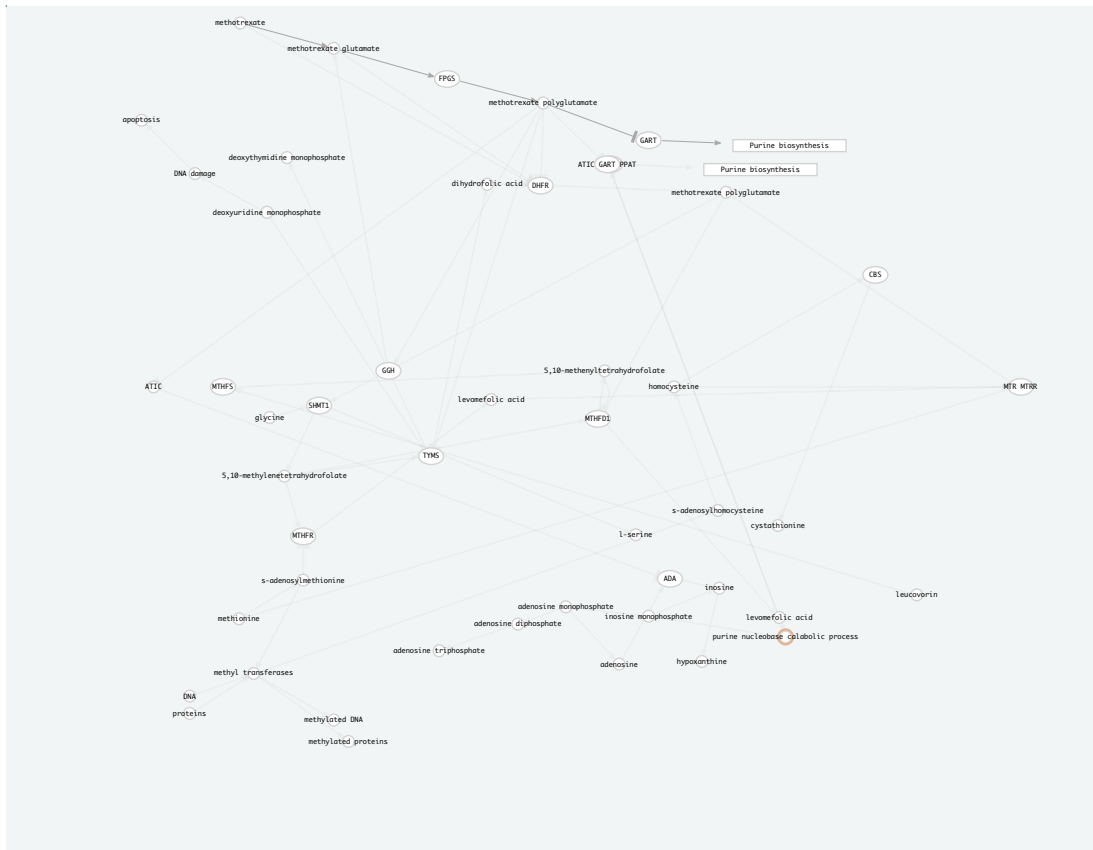 methotrexate
methotrexate glutamate
FPGS
methotrexate polyglutamate
apoptosis
GART
Purine biosynthesis
deoxythymidine monophosphate
ATIC GART PPAT
Purine biosynthesis
DNA damage
dihydrofolic acid
DHFR
methotrexate polyglutamate
deoxyuridine monophosphate
CBS
GGH
5,10-methenyltetrahydrofolate
ATIC
MTHFS
homocysteine
MTR MTRR
levomefolic acid
SHMT1
glycine
MTHFD1
TYMS
5,10-methylenetetrahydrofolate
s-adenosylhomocysteine
cystathionine
MTHFR
l-serine
s-adenosylmethionine
ADA
inosine
leucovorin
adenosine monophosphate
methionine
inosine monophosphate
levomefolic acid
adenosine diphosphate
purine nucleobase catabolic process
adenosine triphosphate
adenosine
hypoxanthine
methyl transferases
DNA
proteins
methylated DNA
methylated proteins